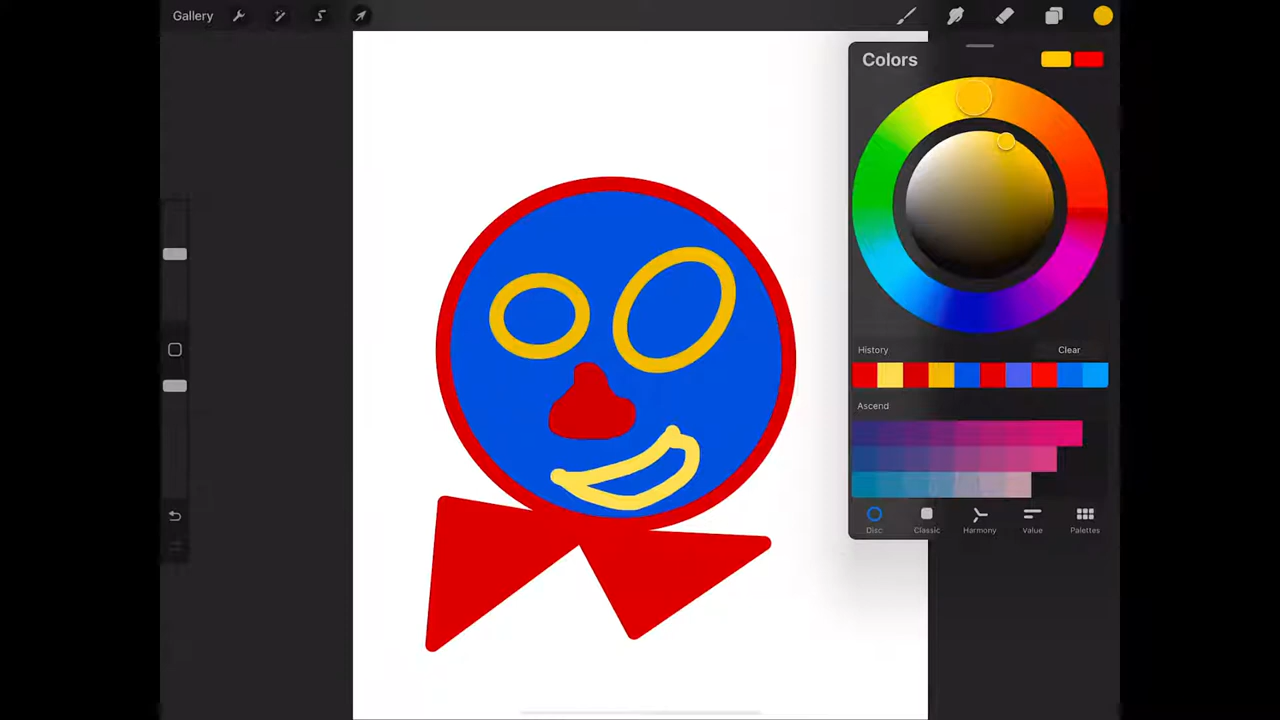 Gallery
Colors
History Clear
Ascend
Disc Classic Harmony Value Palettes